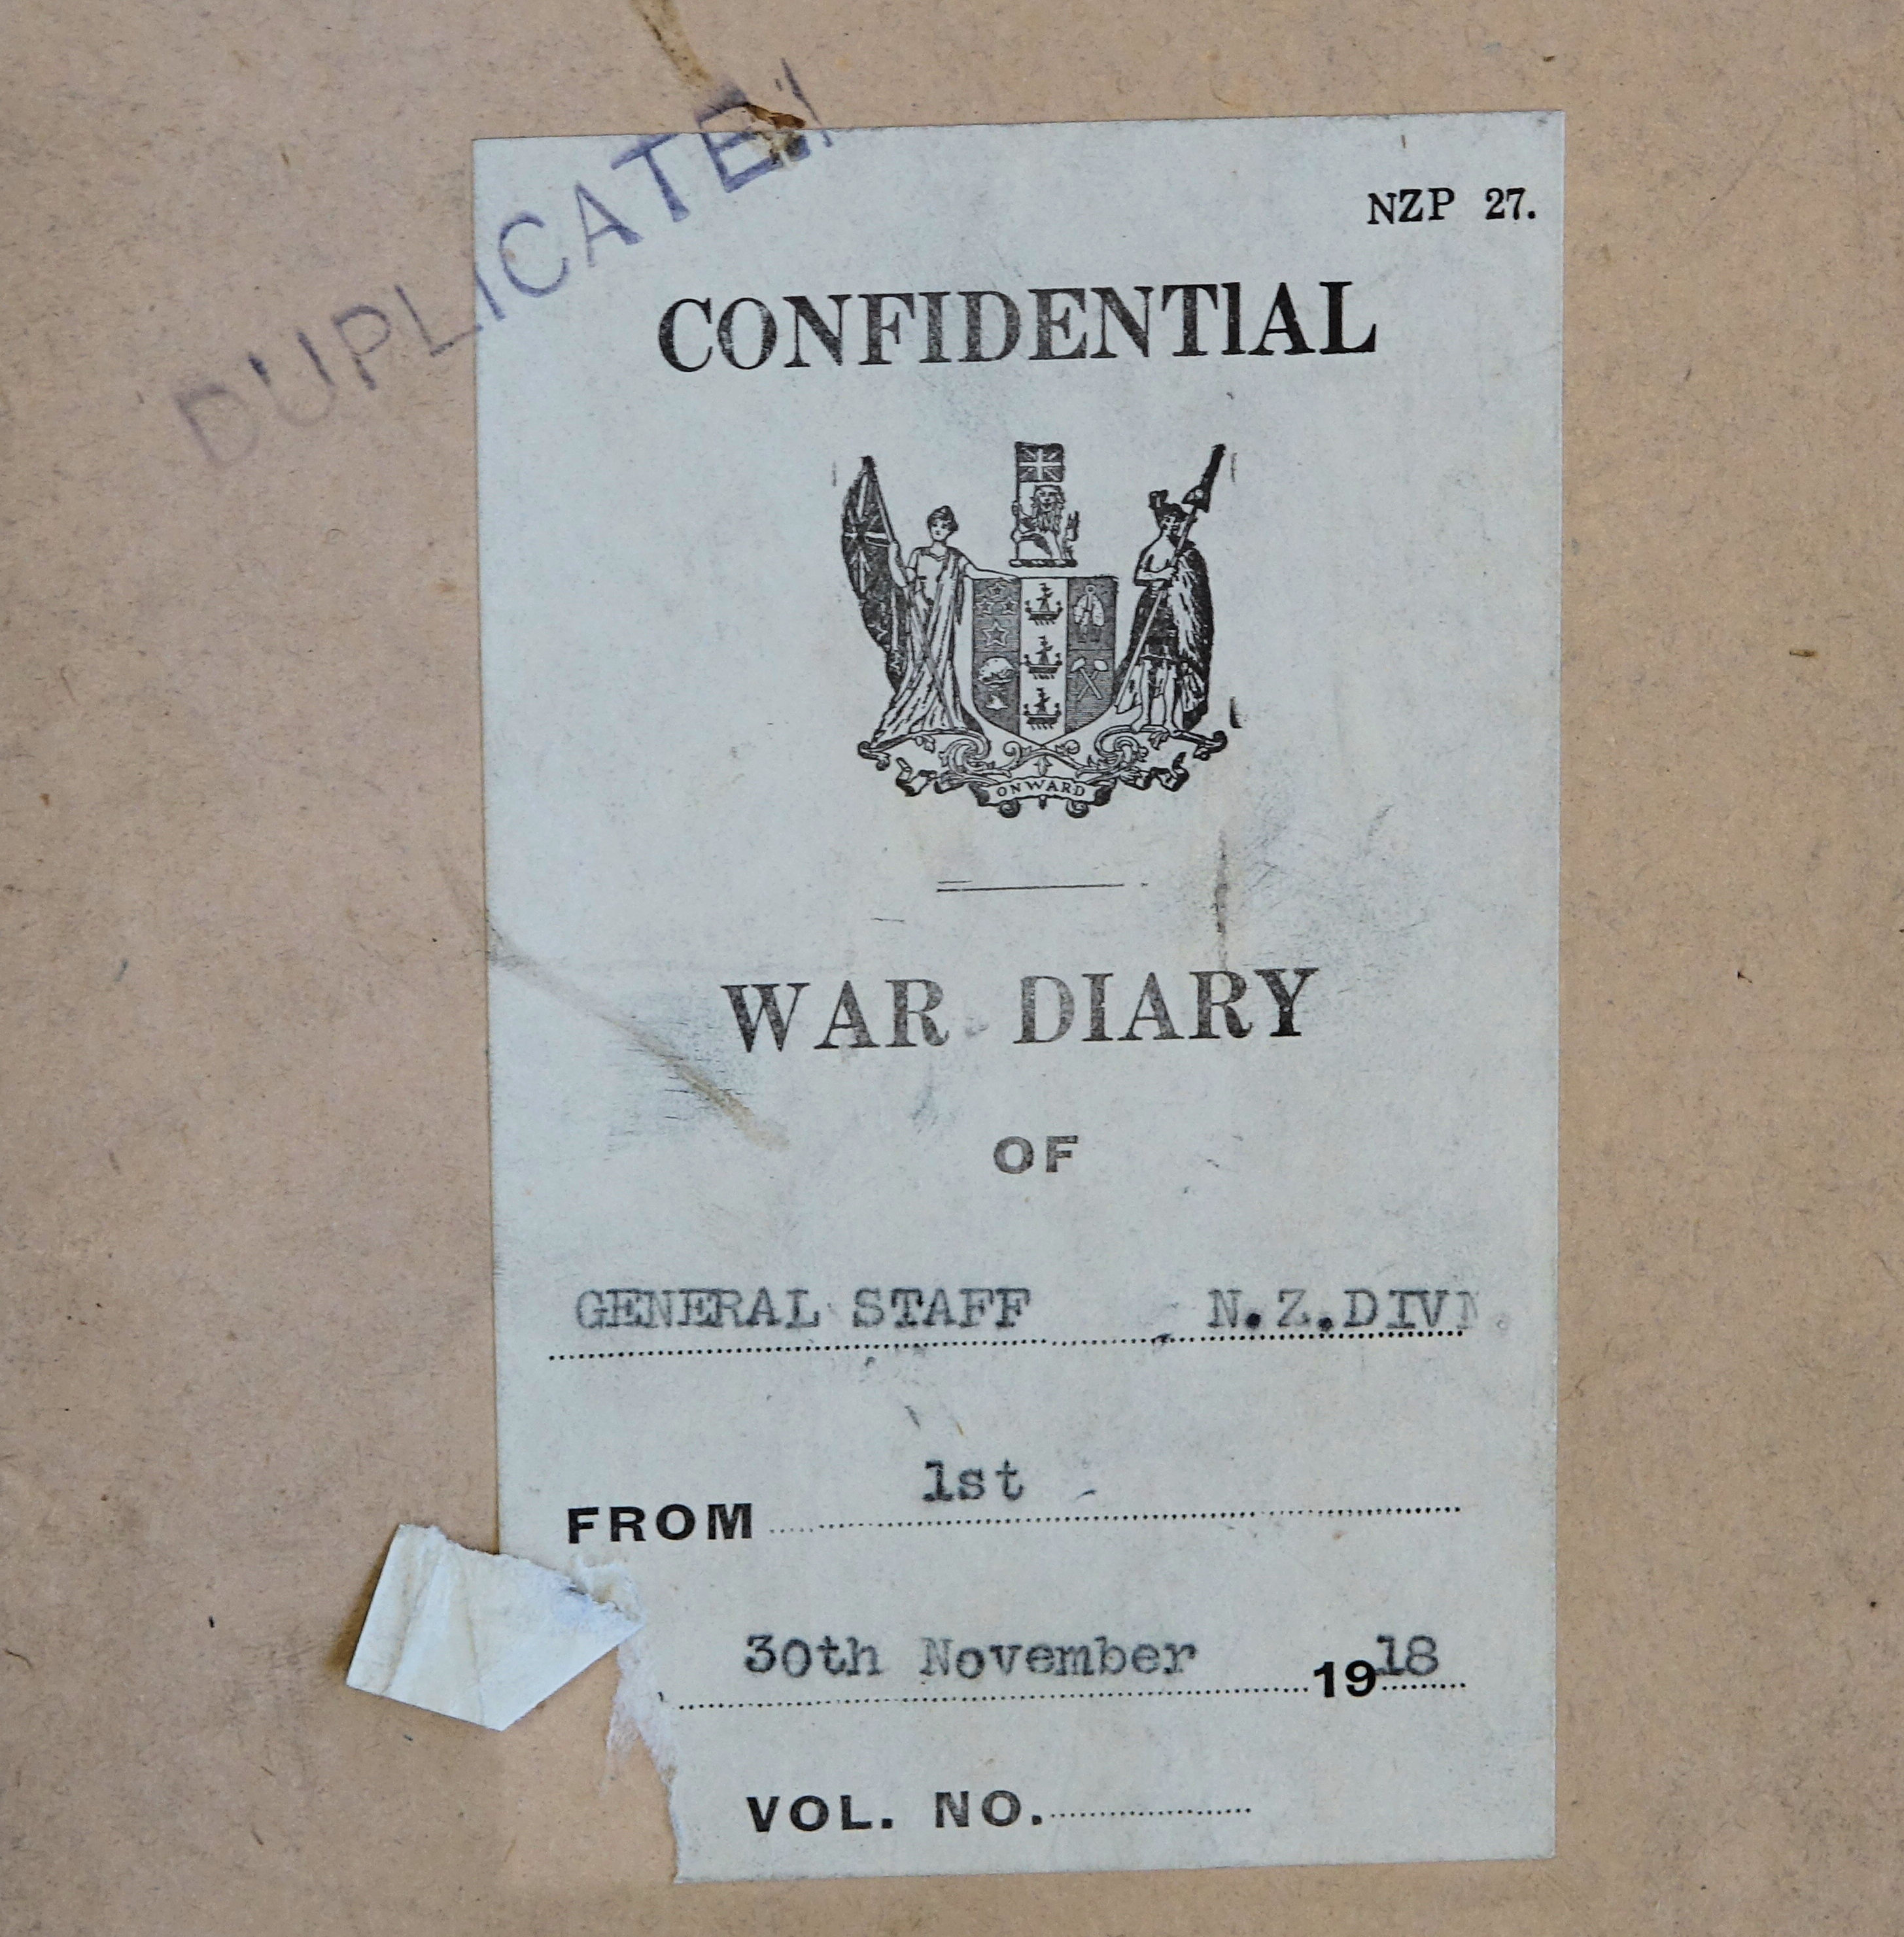 DUPLICATE
NZP 27.
CONFIDENTIAL
ONWARD
WAR DIARY
OF
GENERAL STAFF N.Z.DIVN.
1st
FROM
30th November 1918
VOL. NO.